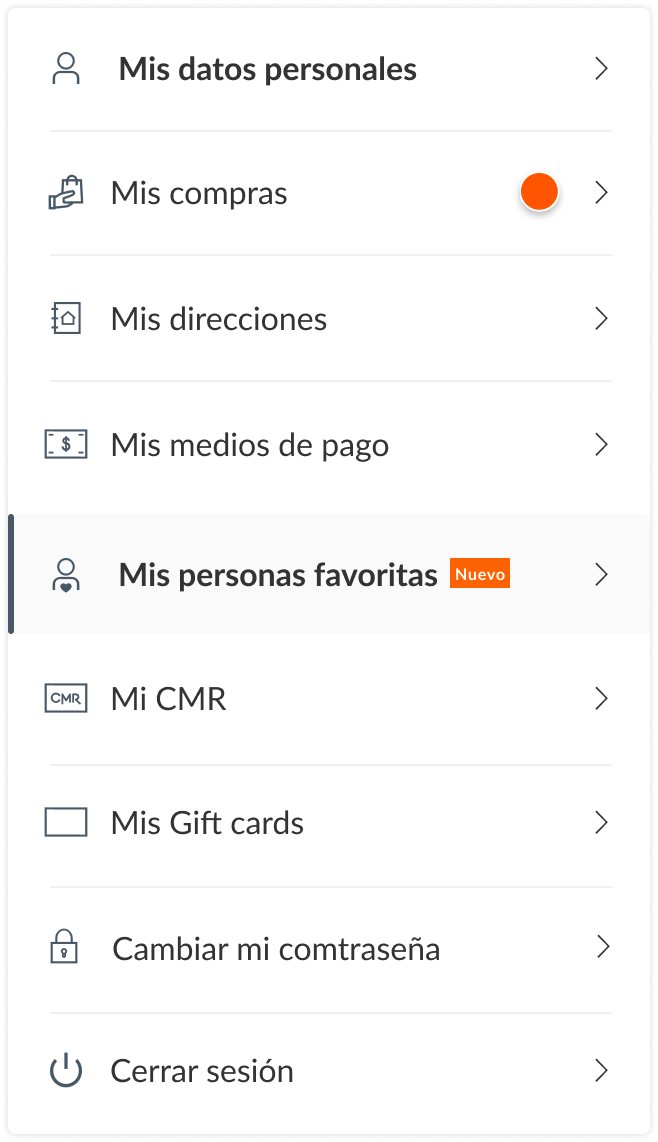 Mis datos personales
Mis compras
Mis direcciones
$ Mis medios de pago
Mis personas favoritas Nuevo
CMR Mi CMR
Mis Gift cards
Cambiar mi comtraseña
Cerrar sesión